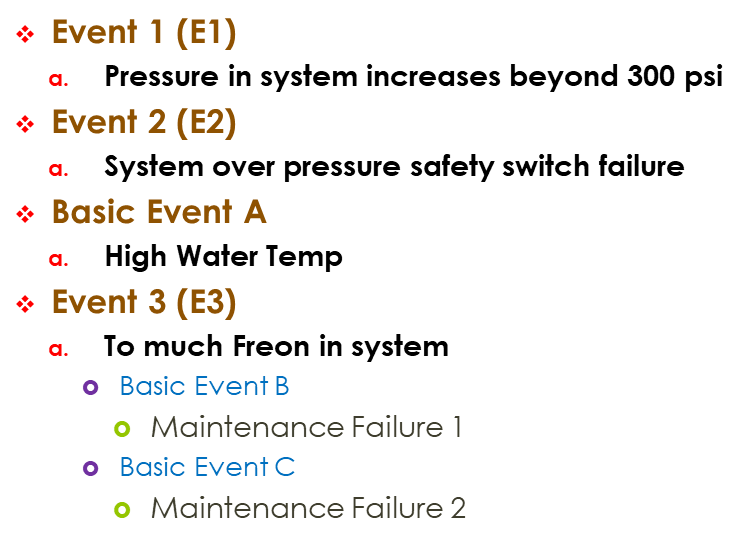 ❖ Event 1 (E1)
a. Pressure in system increases beyond 300 psi
❖ Event 2 (E2)
a. System over pressure safety switch failure
❖ Basic Event A
a. High Water Temp
❖ Event 3 (E3)
a. To much Freon in system
Basic Event B
Maintenance Failure 1
Basic Event C
Maintenance Failure 2